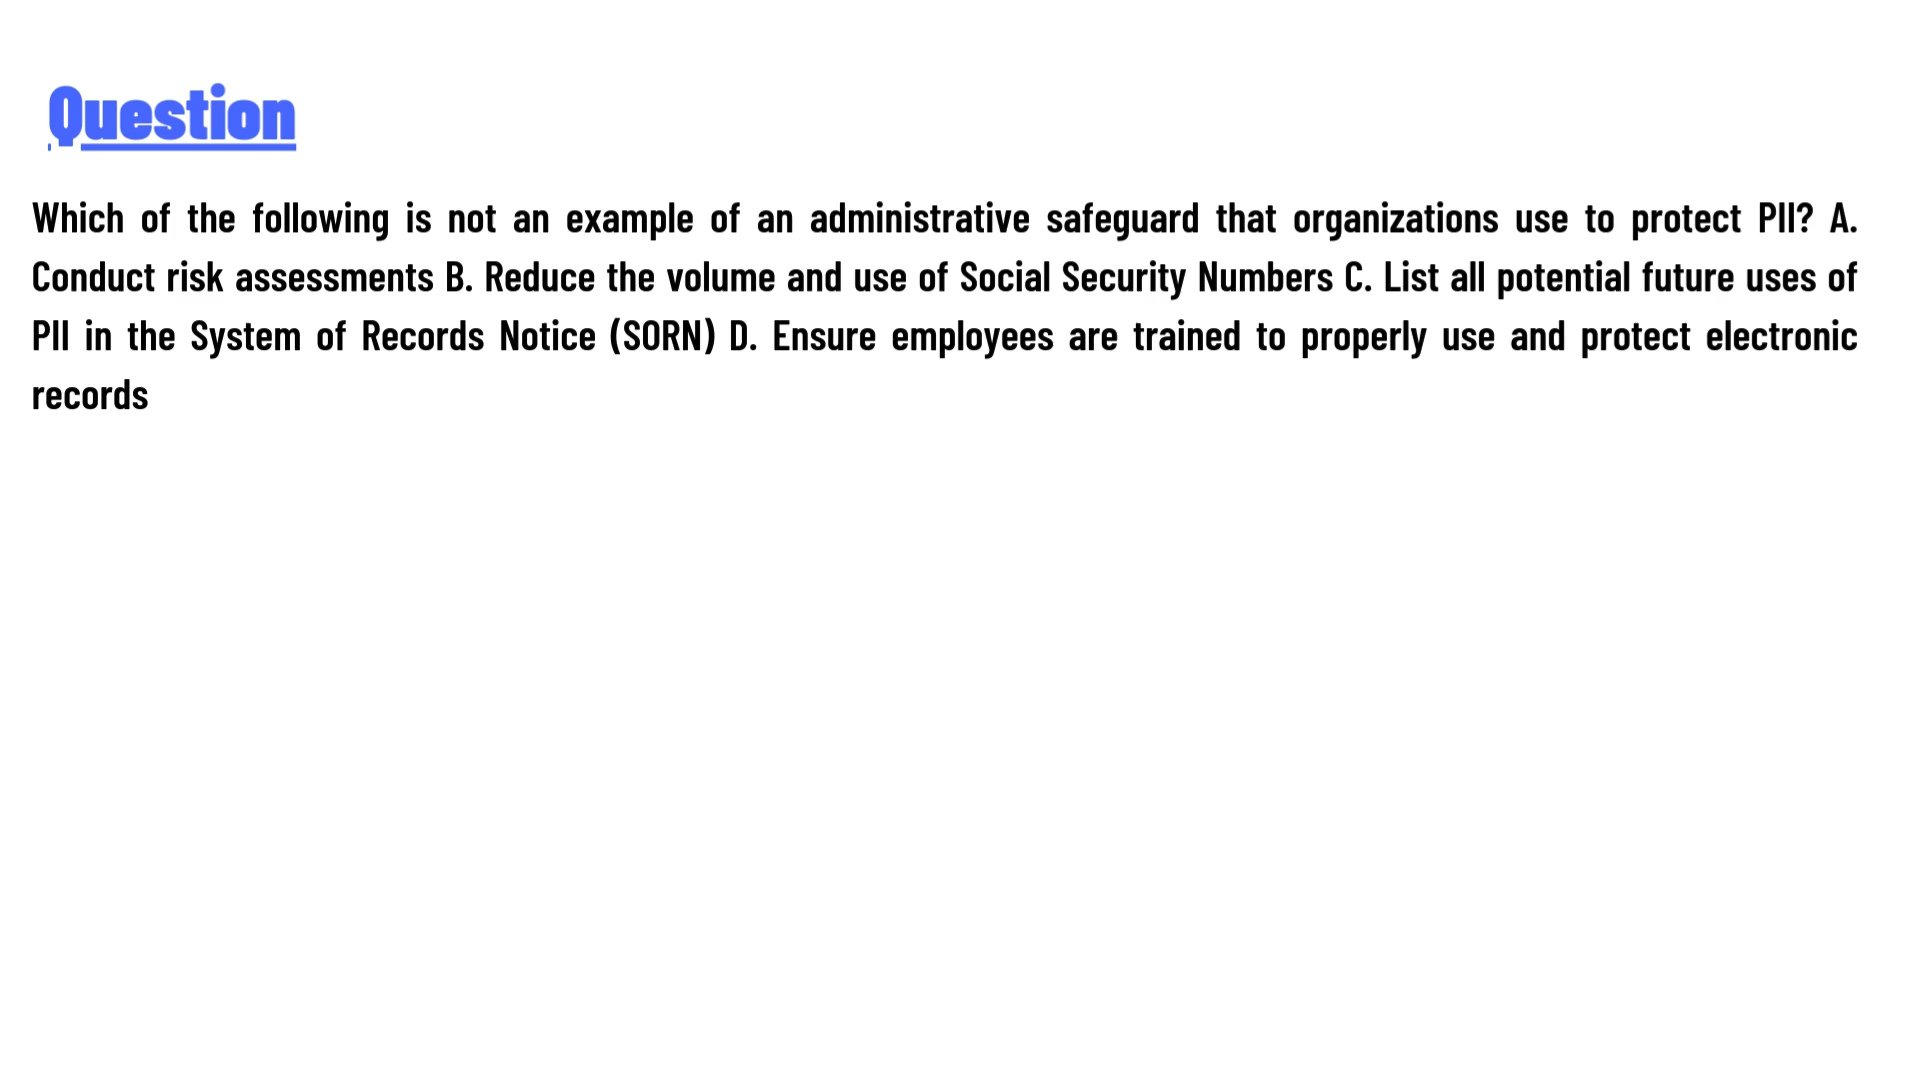 Question
Which of the following is not an example of an administrative safeguard that organizations use to protect PII? A.
Conduct risk assessments B. Reduce the volume and use of Social Security Numbers C. List all potential future uses of
PII in the System of Records Notice (SORN) D. Ensure employees are trained to properly use and protect electronic
records